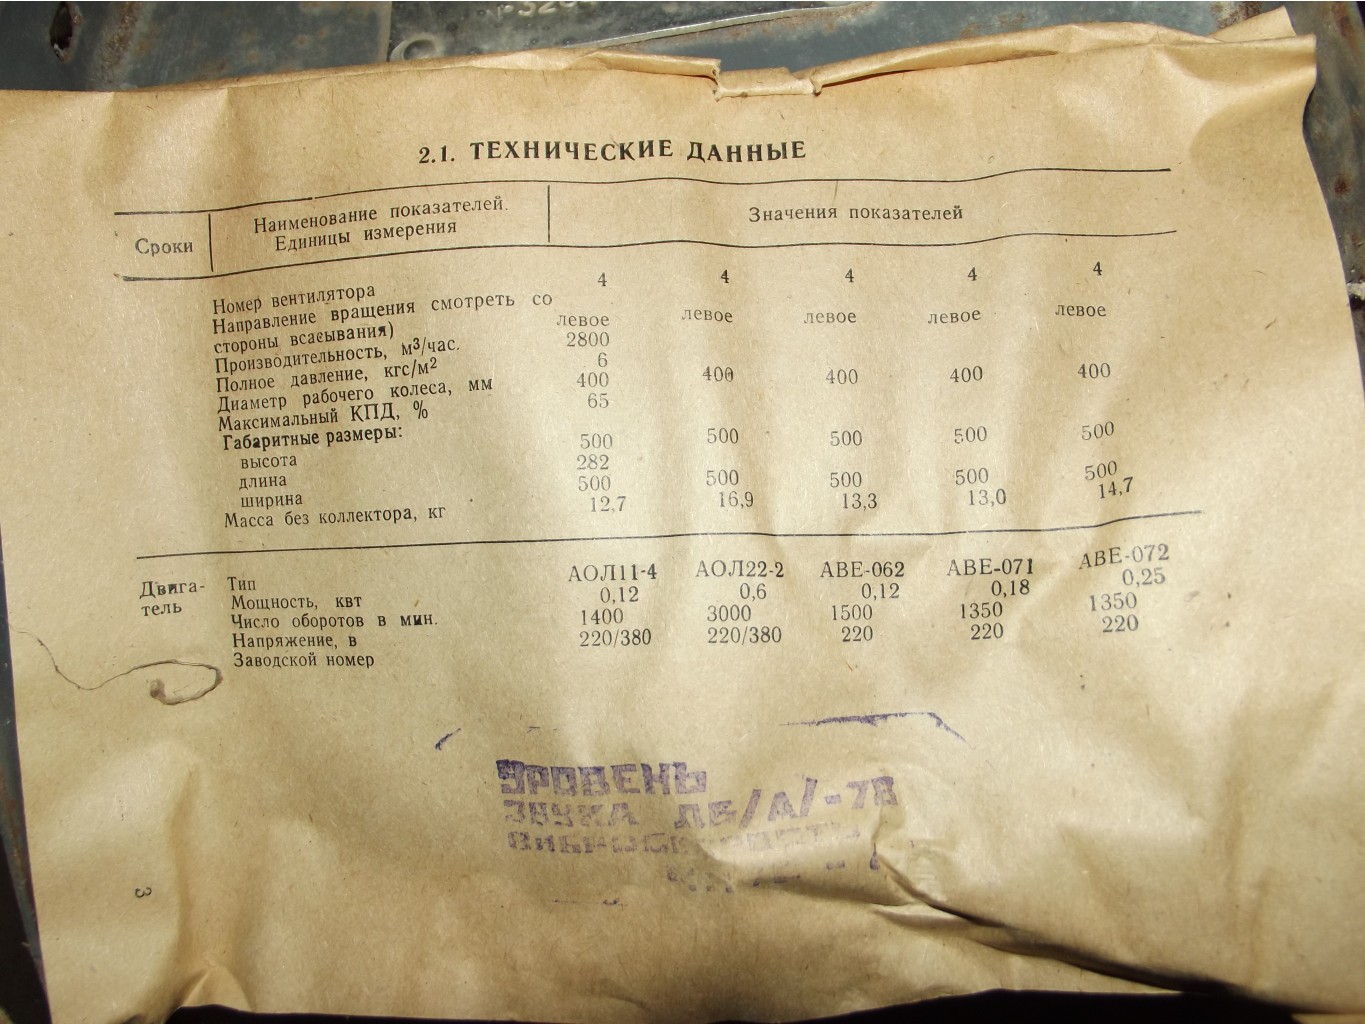 2.1. ТЕХНИЧЕСКИЕ ДАННЫЕ
Сроки Наименование показателей. Единицы измерения Значения показателей
Номер вентилятора 4 4 4 4 4
Направление вращения смотреть со
стороны всасывания) левое левое левое левое левое
Производительность, м³/час. 2800
Полное давление, кгс/м² 6
Диаметр рабочего колеса, мм 400 400 400 400 400
Максимальный КПД, % 65
Габаритные размеры:
высота 500 500 500 500 500
длина 282
ширина 500 500 500 500 500
Масса без коллектора, кг 12,7 16,9 13,3 13,0 14,7
Двига-
тель
Тип АОЛ11-4 АОЛ22-2 АВЕ-062 АВЕ-071 АВЕ-072
Мощность, квт 0,12 0,6 0,12 0,18 0,25
Число оборотов в мин. 1400 3000 1500 1350 1350
Напряжение, в 220/380 220/380 220 220 220
Заводской номер
УРОВЕНЬ
ЗВУКА ДБ/А/-78
3